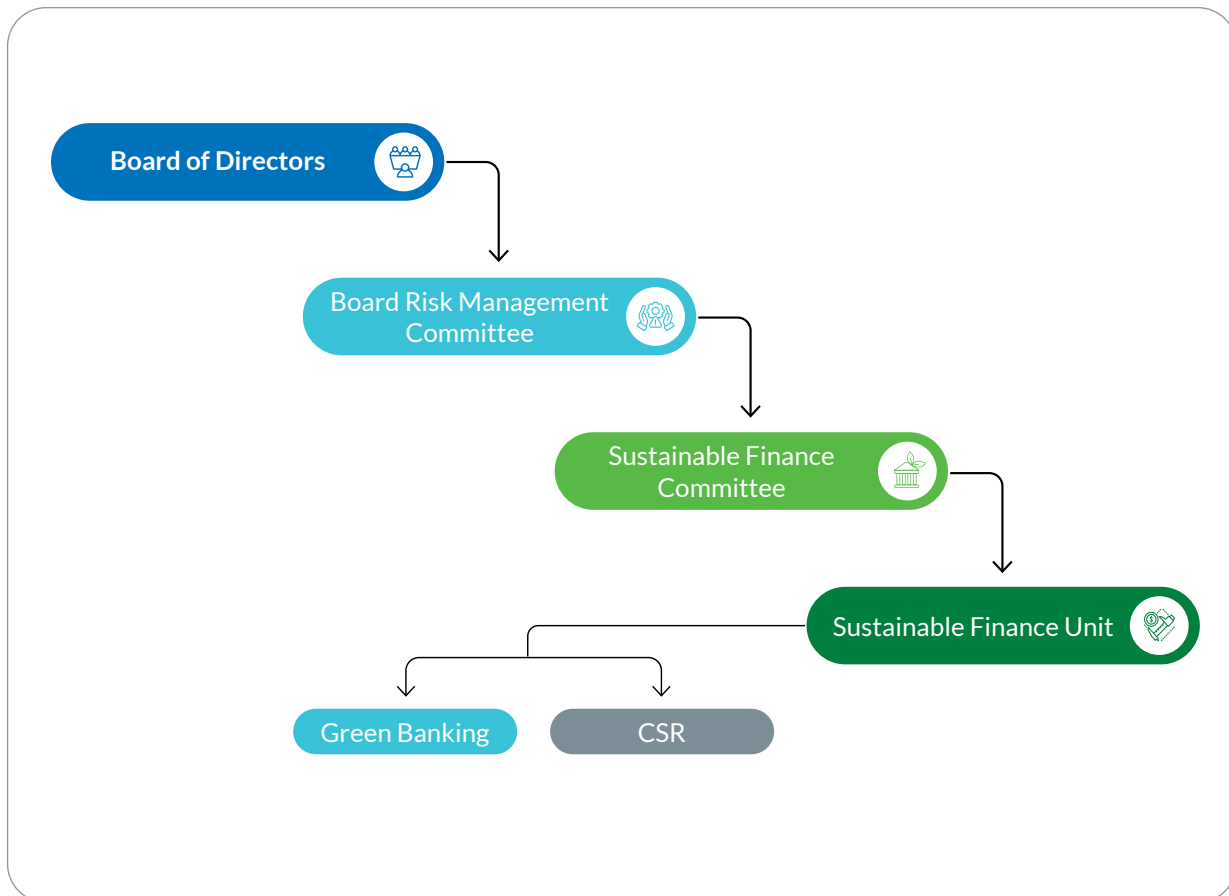 Board of Directors
Board Risk Management
Committee
Sustainable Finance
Committee
Sustainable Finance Unit
Green Banking
CSR